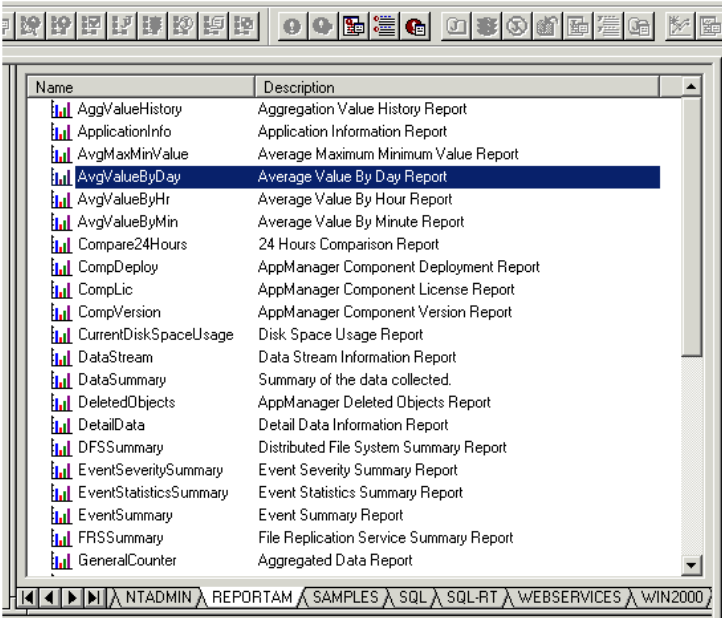 Name Description
AggValueHistory Aggregation Value History Report
ApplicationInfo Application Information Report
AvgMaxMinValue Average Maximum Minimum Value Report
AvgValueByDay Average Value By Day Report
AvgValueByHr Average Value By Hour Report
AvgValueByMin Average Value By Minute Report
Compare24Hours 24 Hours Comparison Report
CompDeploy AppManager Component Deployment Report
CompLic AppManager Component License Report
CompVersion AppManager Component Version Report
CurrentDiskSpaceUsage Disk Space Usage Report
DataStream Data Stream Information Report
DataSummary Summary of the data collected.
DeletedObjects AppManager Deleted Objects Report
DetailData Detail Data Information Report
DFSSummary Distributed File System Summary Report
EventSeveritySummary Event Severity Summary Report
EventStatisticsSummary Event Statistics Summary Report
EventSummary Event Summary Report
FRSSummary File Replication Service Summary Report
GeneralCounter Aggregated Data Report
NTADMIN REPORTAM SAMPLES SQL SQL-RT WEBSERVICES WIN2000